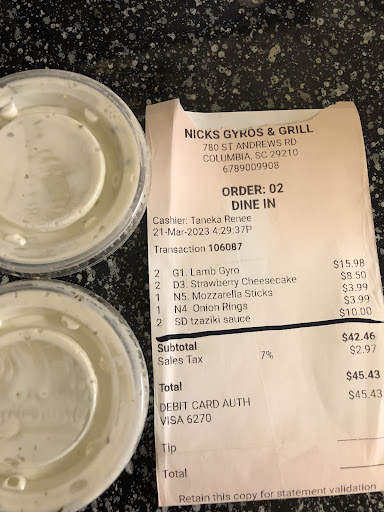 NICKS GYROS & GRILL
780 ST ANDREWS RD
COLUMBIA, SC 29210
6789009908
ORDER: 02
DINE IN
Cashier: Taneka Renee
21-Mar-2023 4:29:37P
Transaction 106087
2 G1. Lamb Gyro $15.98
2 D3. Strawberry Cheesecake $8.50
1 N5. Mozzarella Sticks $3.99
1 N4. Onion Rings $3.99
2 SD tzaziki sauce $10.00
Subtotal $42.46
Sales Tax 7% $2.97
Total $45.43
DEBIT CARD AUTH $45.43
VISA 6270
Tip
Total
Retain this copy for statement validation